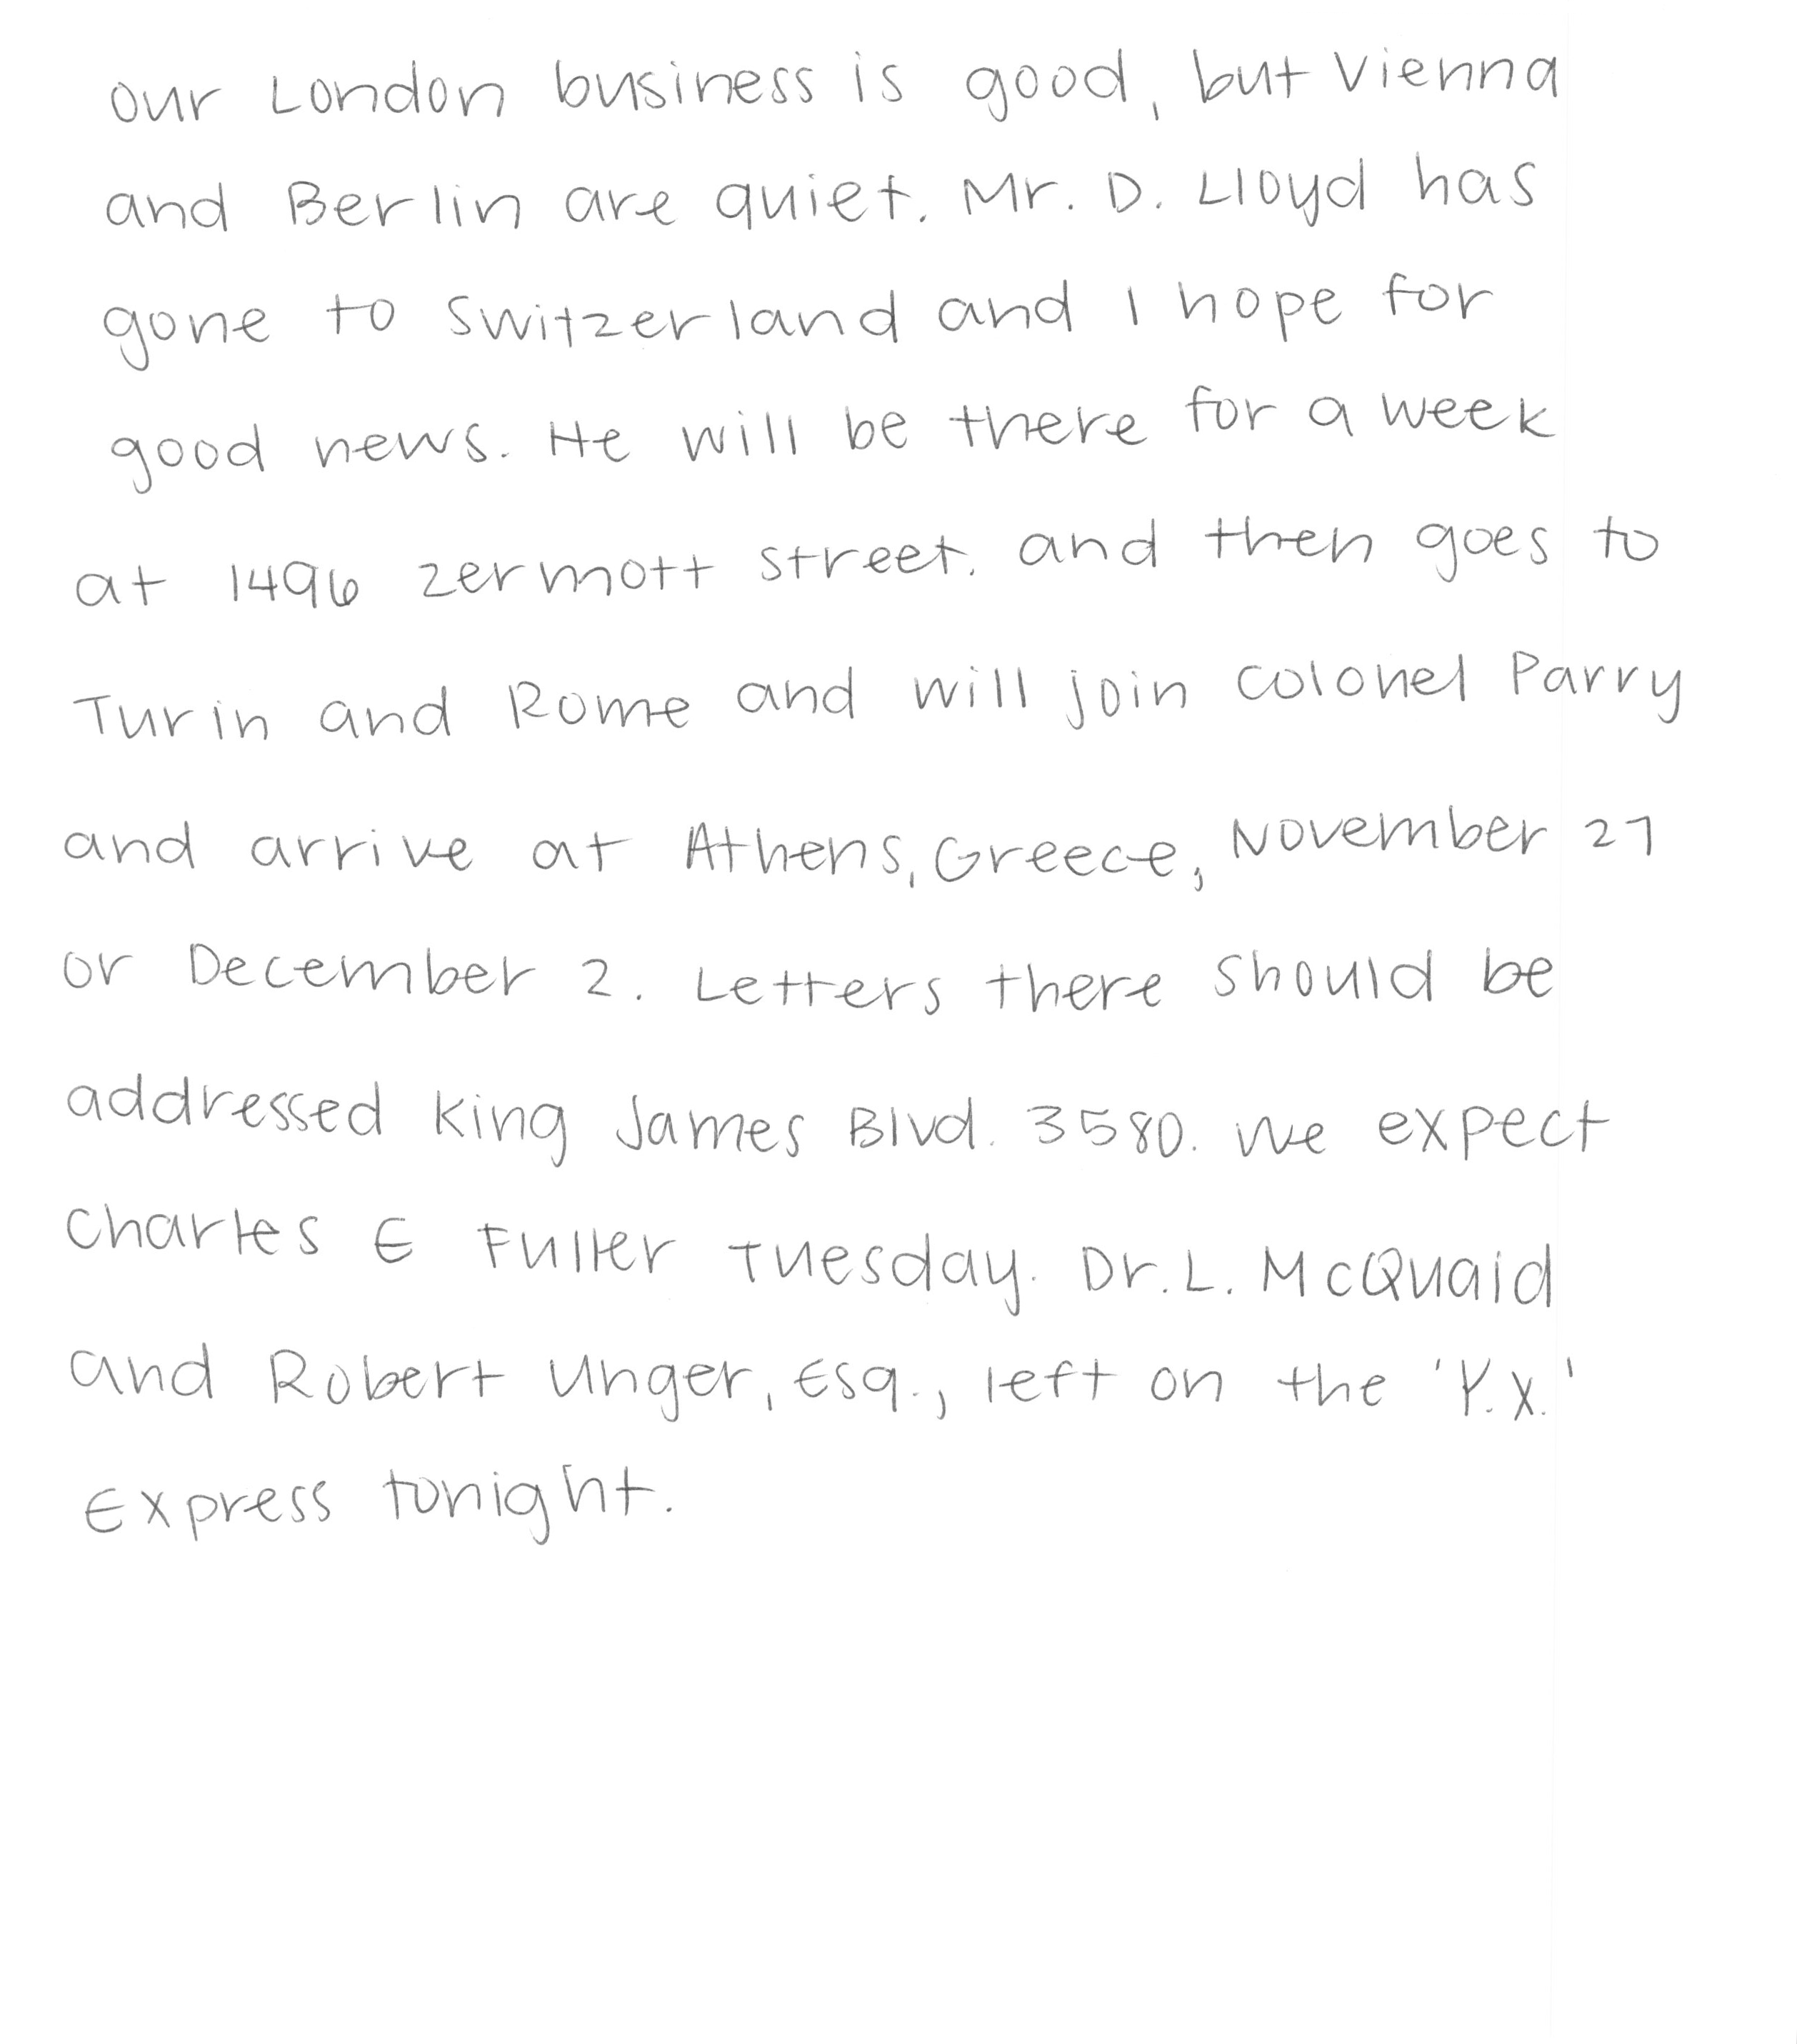 our London business is good, but Vienna
and Berlin are quiet. Mr. D. Lloyd has
gone to Switzerland and I hope for
good news. He will be there for a week
at 1496 Zermott street. and then goes to
Turin and Rome and will join Colonel Parry
and arrive at Athens, Greece, November 27
or December 2. Letters there should be
addressed King James Blvd. 3580. We expect
Charles E Fuller Tuesday. Dr. L. McQuaid
and Robert Unger, Esq., left on the 'Y.X.'
Express tonight.